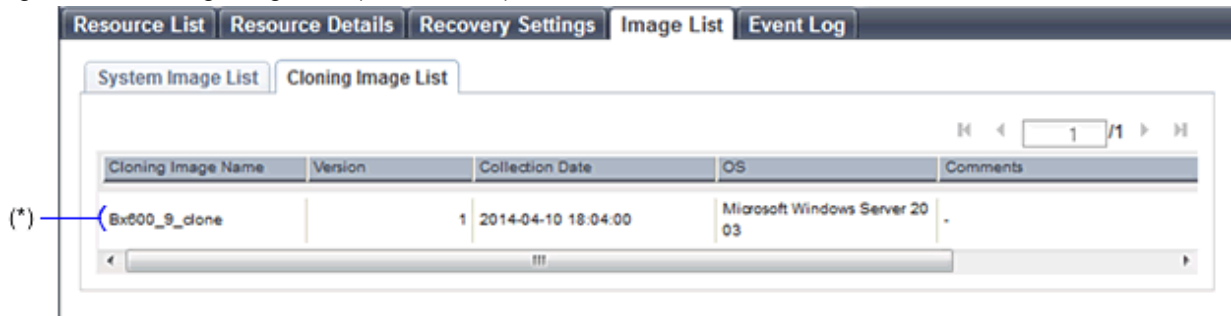 Resource List Resource Details Recovery Settings Image List Event Log
System Image List Cloning Image List
1 /1
Cloning Image Name Version Collection Date OS Comments
(*) Bx600_9_clone 1 2014-04-10 18:04:00 Microsoft Windows Server 20 -
03